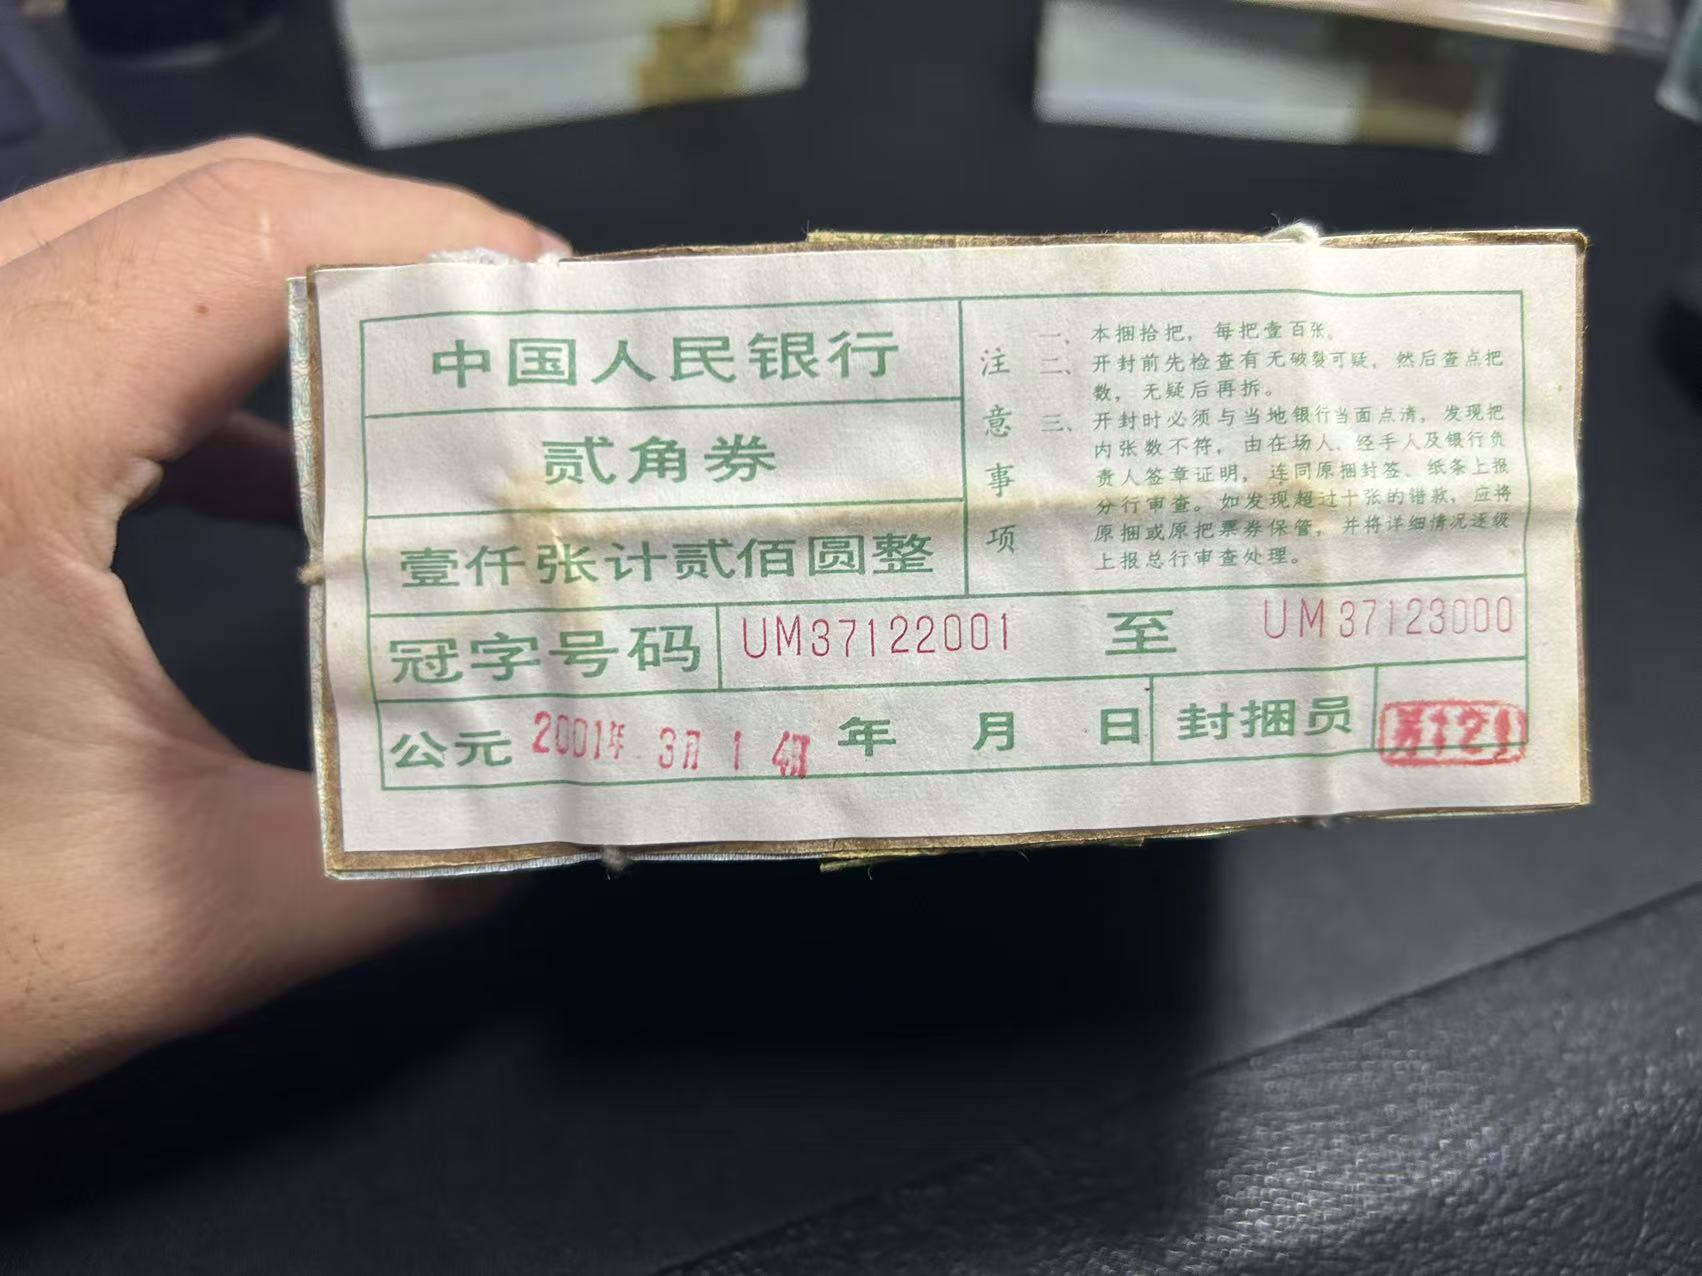 中国人民银行
贰角券
壹仟张计贰佰圆整
注意事项
一、本捆拾把，每把壹百张。
二、开封前先检查有无破裂可疑，然后查点把
数，无疑后再拆。
三、开封时必须与当地银行当面点清，发现把
内张数不符，由在场人、经手人及银行负
责人签章证明，连同原捆封签、纸条上报
分行审查。如发现超过十张的错款，应将
原捆或原把票券保管，并将详细情况逐级
上报总行审查处理。
冠字号码 UM37122001 至 UM37123000
公元 2001年 3月 1 4 年 月 日 封捆员